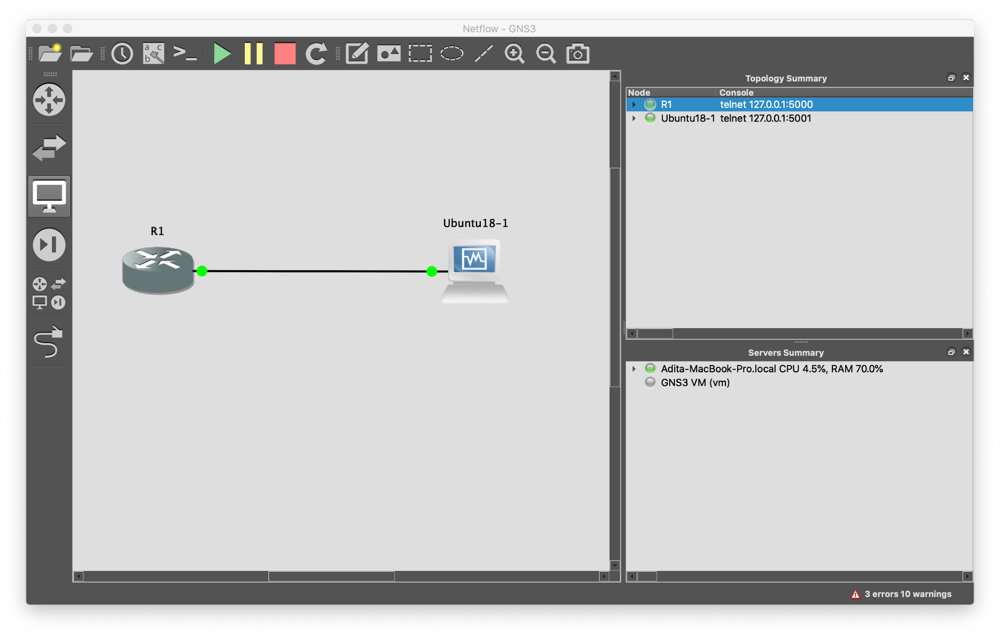 Netflow - GNS3
a c
b
>_
Topology Summary
Node Console
R1 telnet 127.0.0.1:5000
Ubuntu18-1 telnet 127.0.0.1:5001
R1
Ubuntu18-1
Servers Summary
Adita-MacBook-Pro.local CPU 4.5%, RAM 70.0%
GNS3 VM (vm)
3 errors 10 warnings